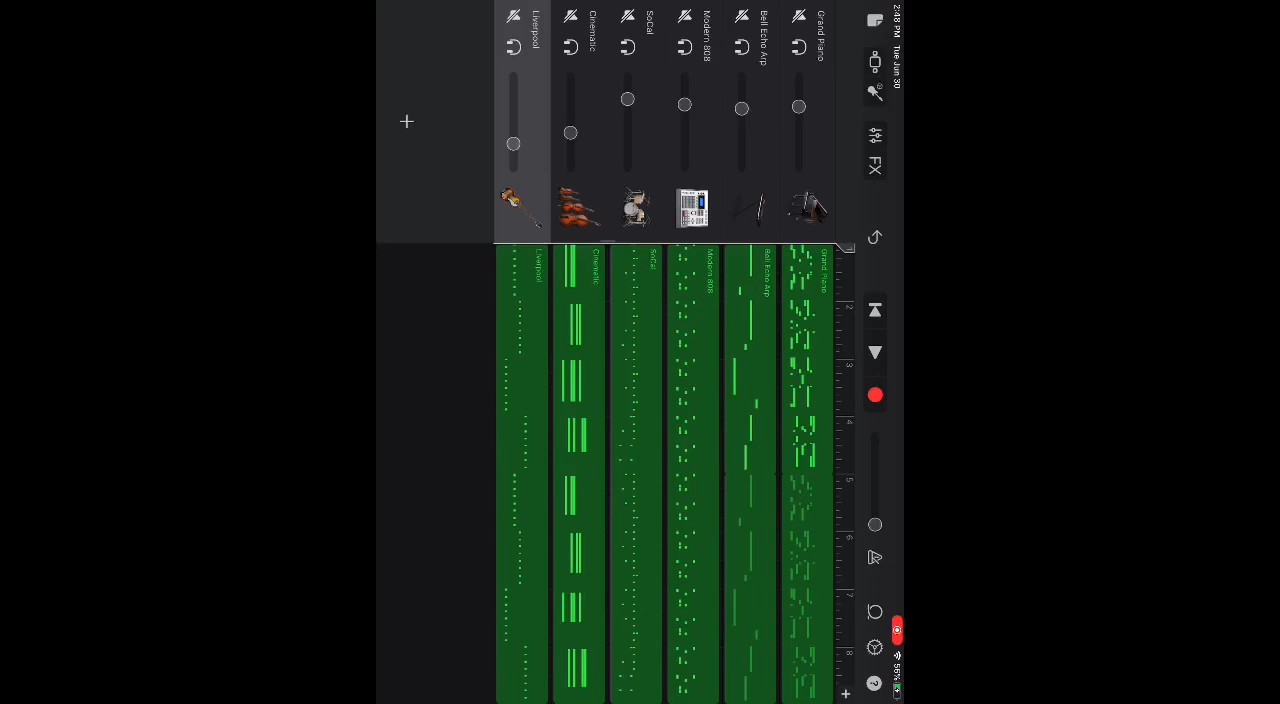 2:48 PM Tue Jun 30
56%
FX
?
1 2 3 4 5 6 7 8 +
Grand Piano
Grand Piano
Bell Echo Arp
Bell Echo Arp
Modern 808
Modern 808
SoCal
SoCal
Cinematic
Cinematic
Liverpool
Liverpool
+